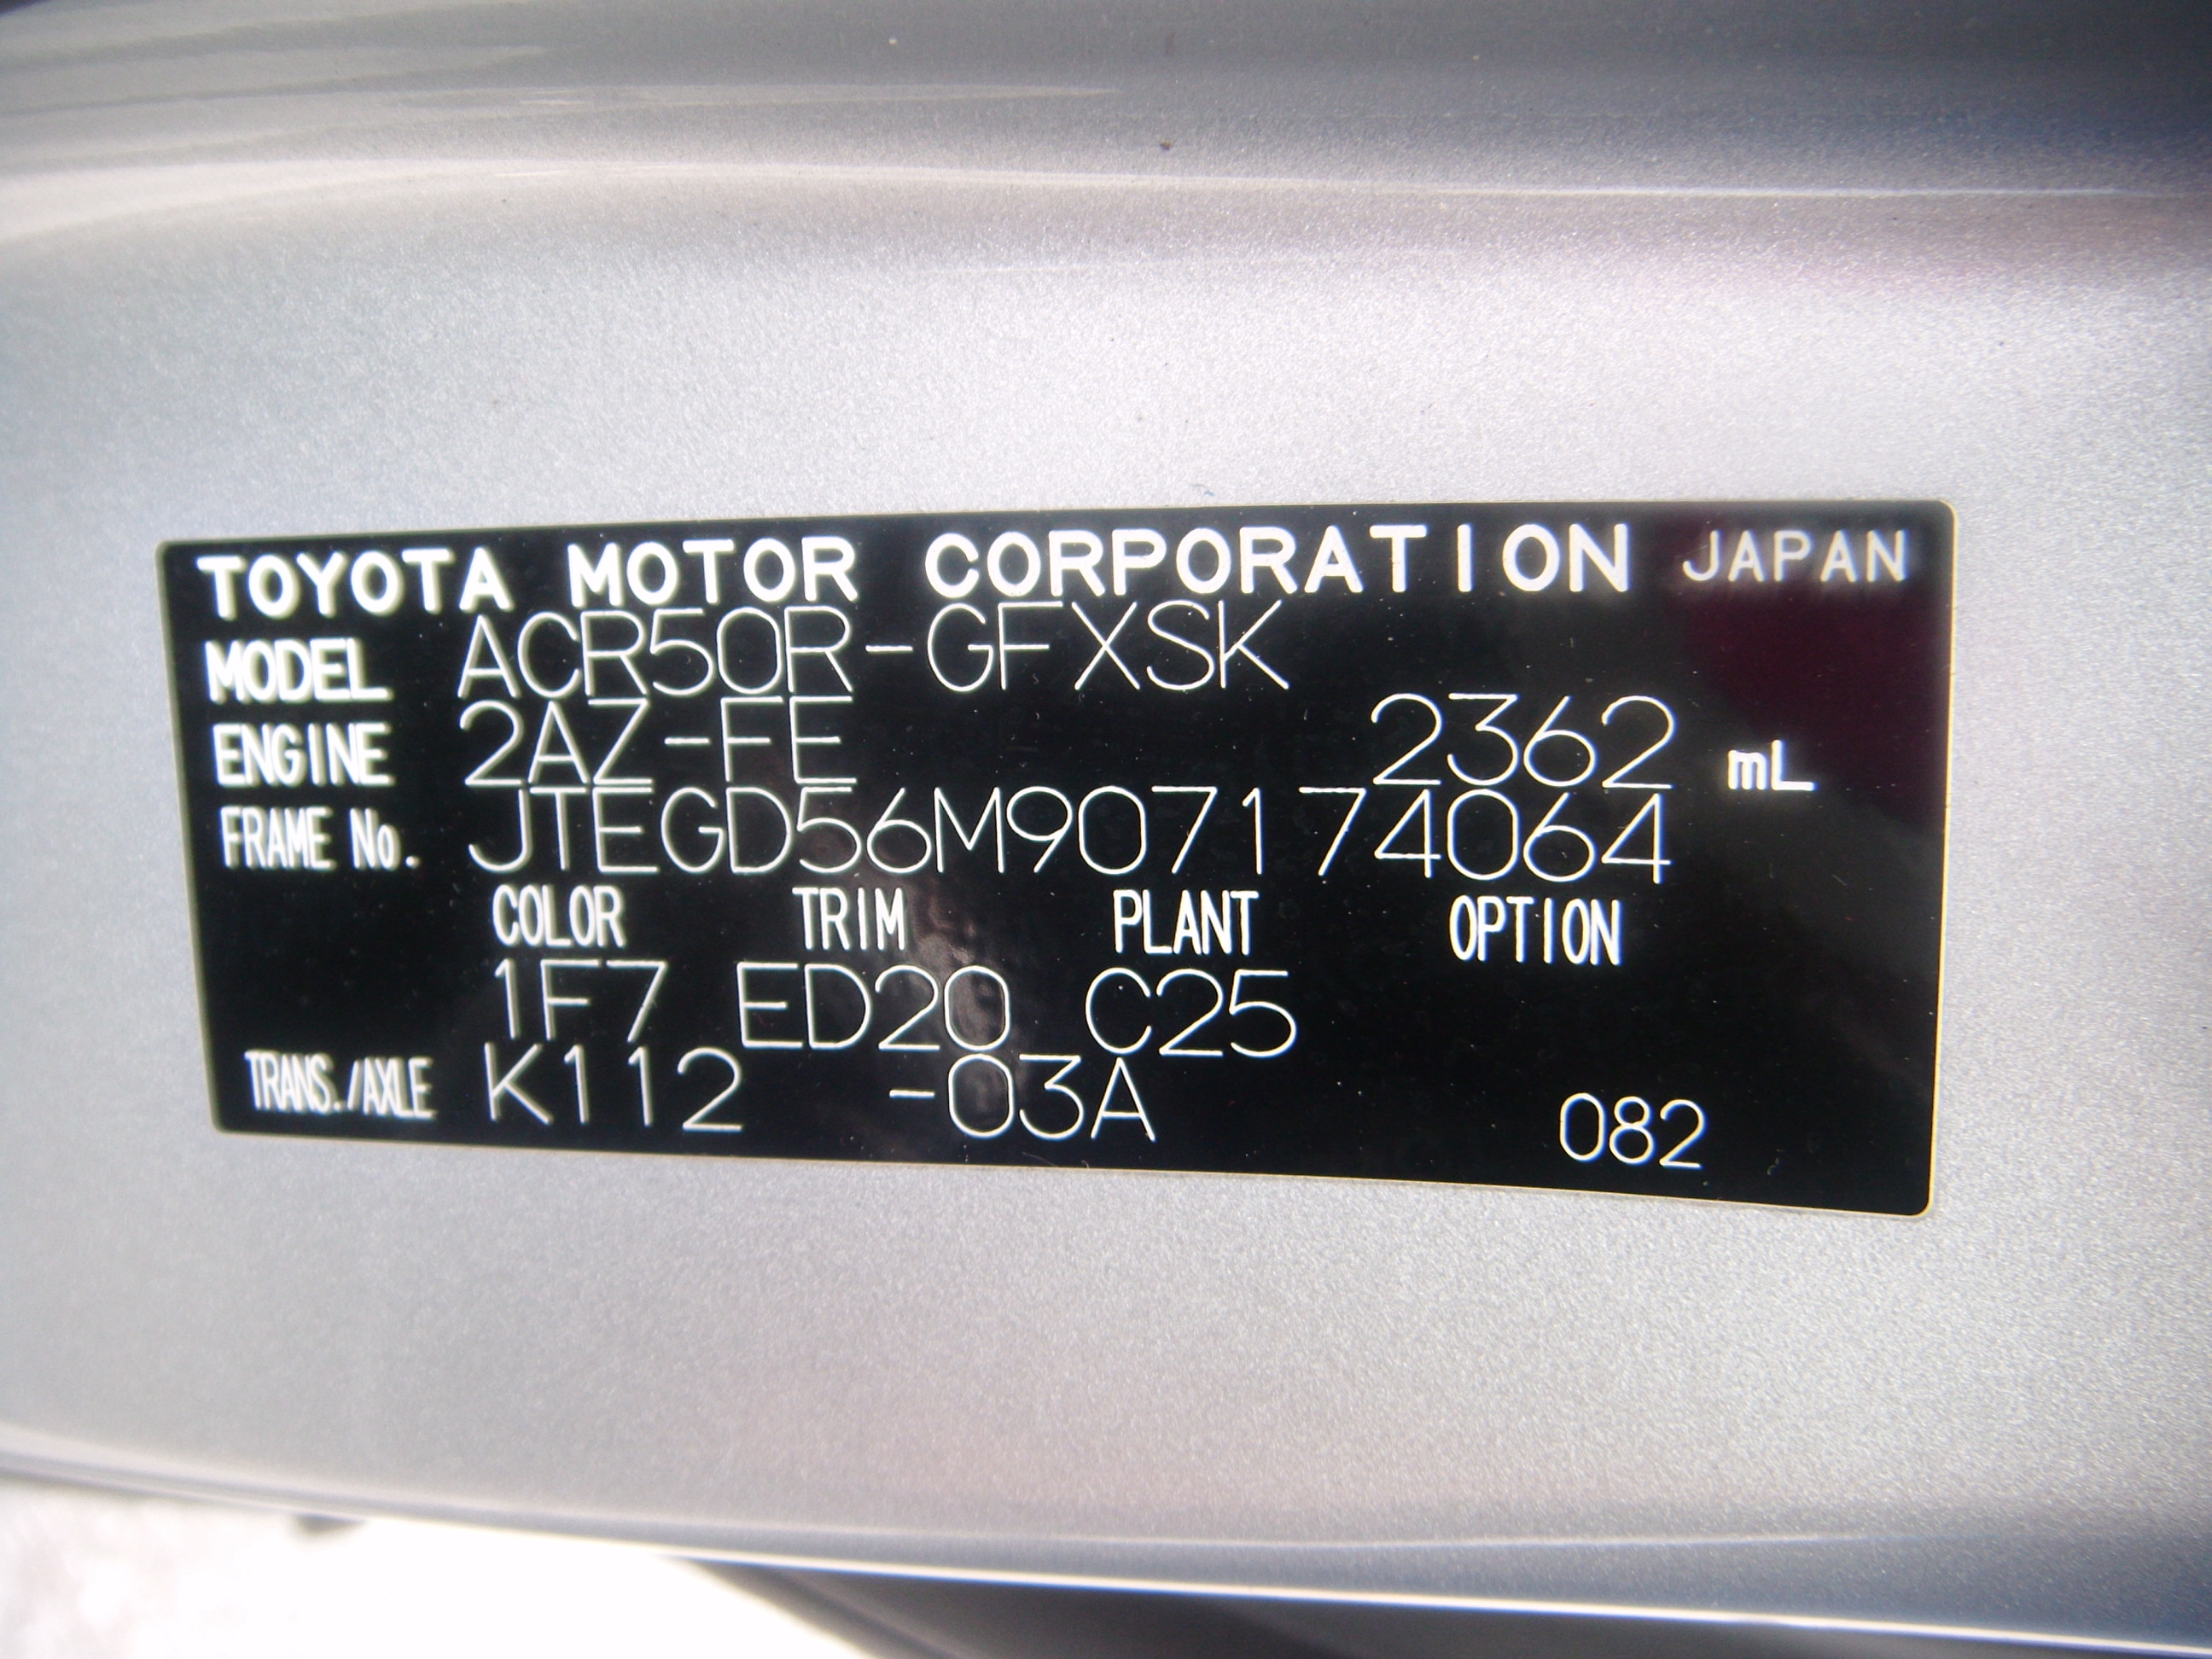 TOYOTA MOTOR CORPORATION JAPAN
MODEL ACR50R-GFXSK
ENGINE 2AZ-FE 2362 mL
FRAME No. JTEGD56M907174064
COLOR TRIM PLANT OPTION
1F7 ED20 C25
TRANS./AXLE K112 -03A 082